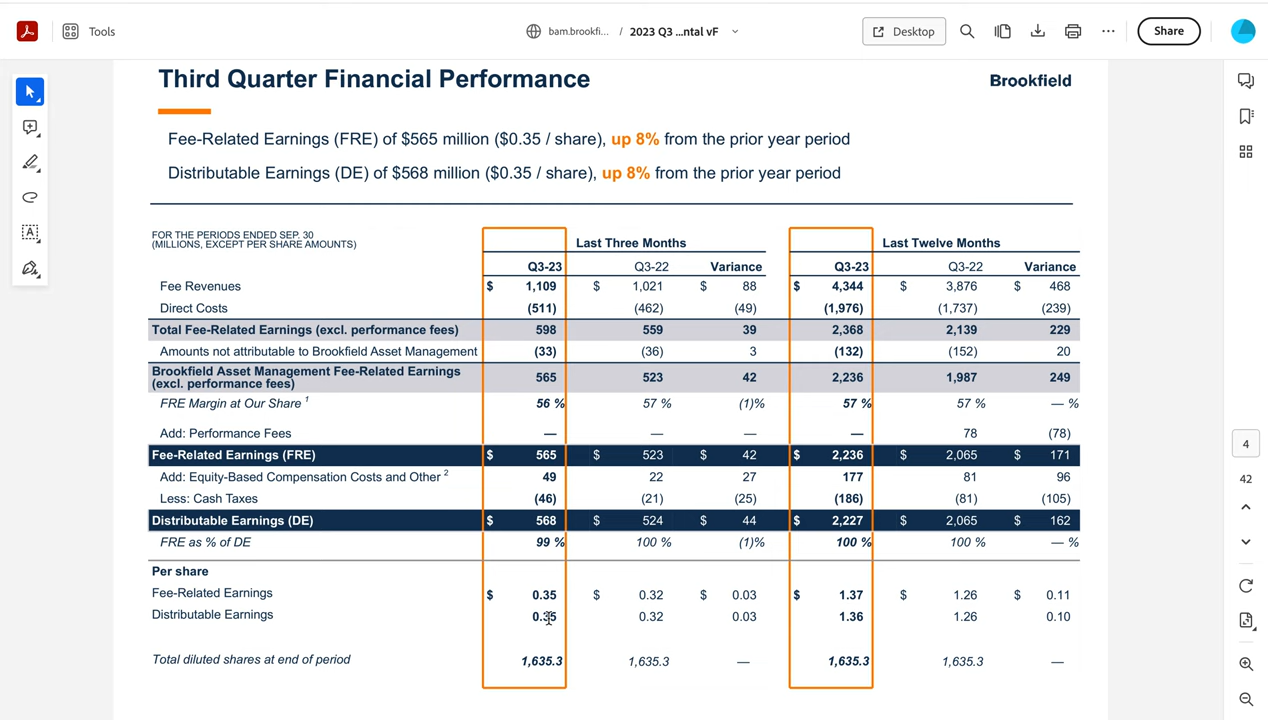 Tools
bam.brookfi... / 2023 Q3 ...ntal vF
Desktop
Share
Third Quarter Financial Performance
Brookfield
Fee-Related Earnings (FRE) of $565 million ($0.35 / share), up 8% from the prior year period
Distributable Earnings (DE) of $568 million ($0.35 / share), up 8% from the prior year period
FOR THE PERIODS ENDED SEP. 30
(MILLIONS, EXCEPT PER SHARE AMOUNTS)
Last Three Months Last Twelve Months
Q3-23 Q3-22 Variance Q3-23 Q3-22 Variance
Fee Revenues $ 1,109 $ 1,021 $ 88 $ 4,344 $ 3,876 $ 468
Direct Costs (511) (462) (49) (1,976) (1,737) (239)
Total Fee-Related Earnings (excl. performance fees) 598 559 39 2,368 2,139 229
Amounts not attributable to Brookfield Asset Management (33) (36) 3 (132) (152) 20
Brookfield Asset Management Fee-Related Earnings
(excl. performance fees) 565 523 42 2,236 1,987 249
FRE Margin at Our Share 1 56 % 57 % (1)% 57 % 57 % — %
Add: Performance Fees — — — — 78 (78)
Fee-Related Earnings (FRE) $ 565 $ 523 $ 42 $ 2,236 $ 2,065 $ 171
Add: Equity-Based Compensation Costs and Other 2 49 22 27 177 81 96
Less: Cash Taxes (46) (21) (25) (186) (81) (105)
Distributable Earnings (DE) $ 568 $ 524 $ 44 $ 2,227 $ 2,065 $ 162
FRE as % of DE 99 % 100 % (1)% 100 % 100 % — %
Per share
Fee-Related Earnings $ 0.35 $ 0.32 $ 0.03 $ 1.37 $ 1.26 $ 0.11
Distributable Earnings 0.35 0.32 0.03 1.36 1.26 0.10
Total diluted shares at end of period 1,635.3 1,635.3 — 1,635.3 1,635.3 —
4
42